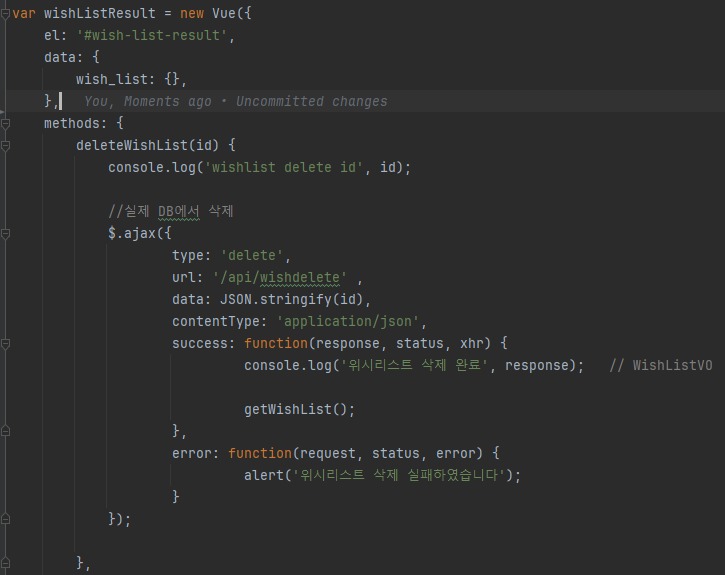 var wishListResult = new Vue({
    el: '#wish-list-result',
    data: {
        wish_list: {},
    },   You, Moments ago • Uncommitted changes
    methods: {
        deleteWishList(id) {
            console.log('wishlist delete id', id);
            //실제 DB에서 삭제
            $.ajax({
                    type: 'delete',
                    url: '/api/wishdelete' ,
                    data: JSON.stringify(id),
                    contentType: 'application/json',
                    success: function(response, status, xhr) {
                             console.log('위시리스트 삭제 완료', response);   // WishListVO
                             getWishList();
                    },
                    error: function(request, status, error) {
                             alert('위시리스트 삭제 실패하였습니다');
                    }
            });
        },